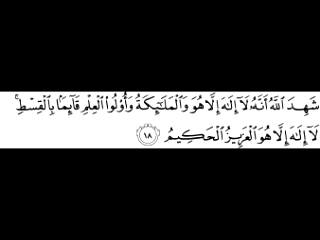 شَهِدَ ٱللَّهُ أَنَّهُۥ لَآ إِلَٰهَ إِلَّا هُوَ وَٱلْمَلَٰٓئِكَةُ وَأُو۟لُوا۟ ٱلْعِلْمِ قَآئِمًۢا بِٱلْقِسْطِ ۚ
لَآ إِلَٰهَ إِلَّا هُوَ ٱلْعَزِيزُ ٱلْحَكِيمُ ١٨